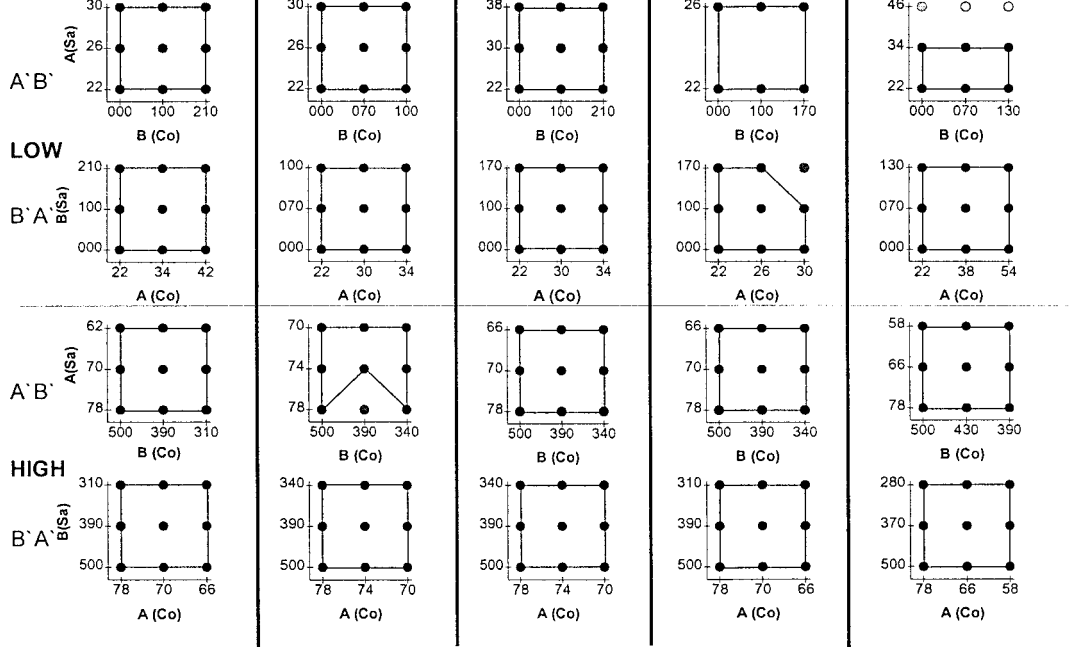 30 30 38 26 46
A(Sa)
26 26 30 34
A`B`
22 22 22 22 22
000 100 210 000 070 100 000 100 210 000 100 170 000 070 130
B (Co) B (Co) B (Co) B (Co) B (Co)
LOW
210 100 170 170 130
B`A` B(Sa)
100 070 100 100 070
000 000 000 000 000
22 34 42 22 30 34 22 30 34 22 26 30 22 38 54
A (Co) A (Co) A (Co) A (Co) A (Co)
62 70 66 66 58
A(Sa)
70 74 70 70 66
A`B`
78 78 78 78 78
500 390 310 500 390 340 500 390 340 500 390 340 500 430 390
B (Co) B (Co) B (Co) B (Co) B (Co)
HIGH
310 340 340 310 280
B`A` B(Sa)
390 390 390 390 370
500 500 500 500 500
78 70 66 78 74 70 78 74 70 78 70 66 78 66 58
A (Co) A (Co) A (Co) A (Co) A (Co)